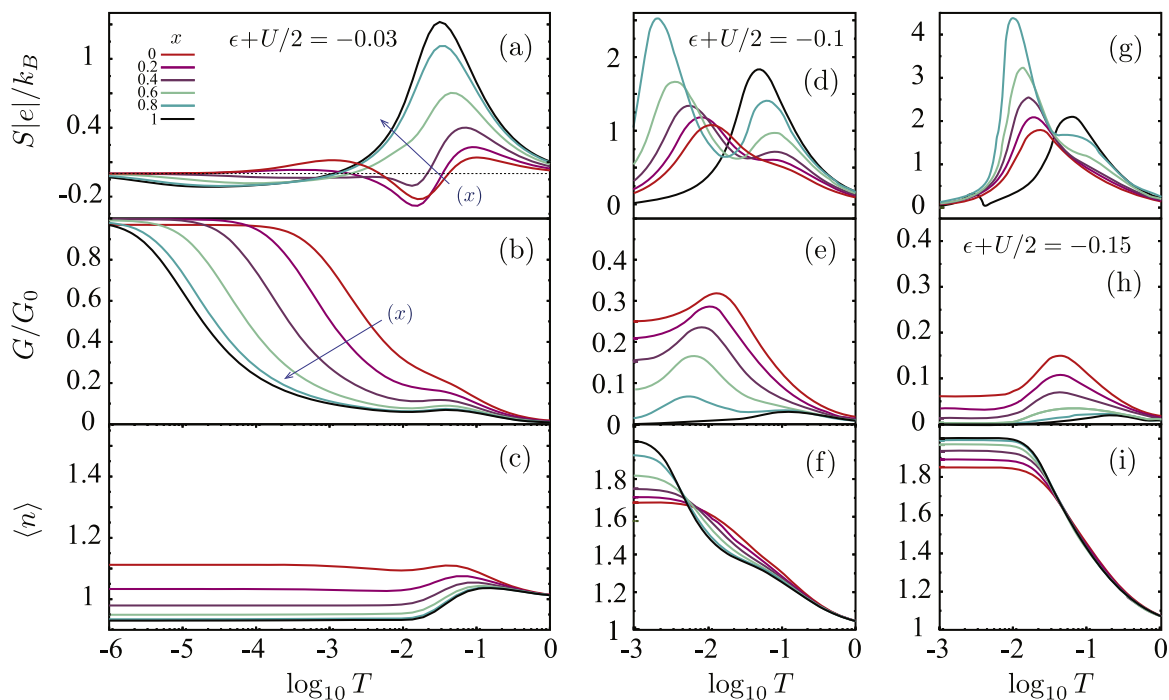 x
0
0.2
0.4
0.6
0.8
1
ϵ+U/2 = −0.03
(a)
(x)
S|e|/k_B
1
0.4
-0.2
ϵ+U/2 = −0.1
(d)
2
1
0
(g)
4
3
2
1
0
(b)
(x)
G/G_0
0.8
0.6
0.4
0.2
0
(e)
0.4
0.3
0.2
0.1
0
ϵ+U/2 = −0.15
(h)
0.4
0.3
0.2
0.1
0
(c)
⟨n⟩
1.4
1.2
1
(f)
2
1.8
1.6
1.4
1.2
1
(i)
2
1.8
1.6
1.4
1.2
1
-6 -5 -4 -3 -2 -1 0
-3 -2 -1 0
-3 -2 -1 0
log₁₀ T
log₁₀ T
log₁₀ T